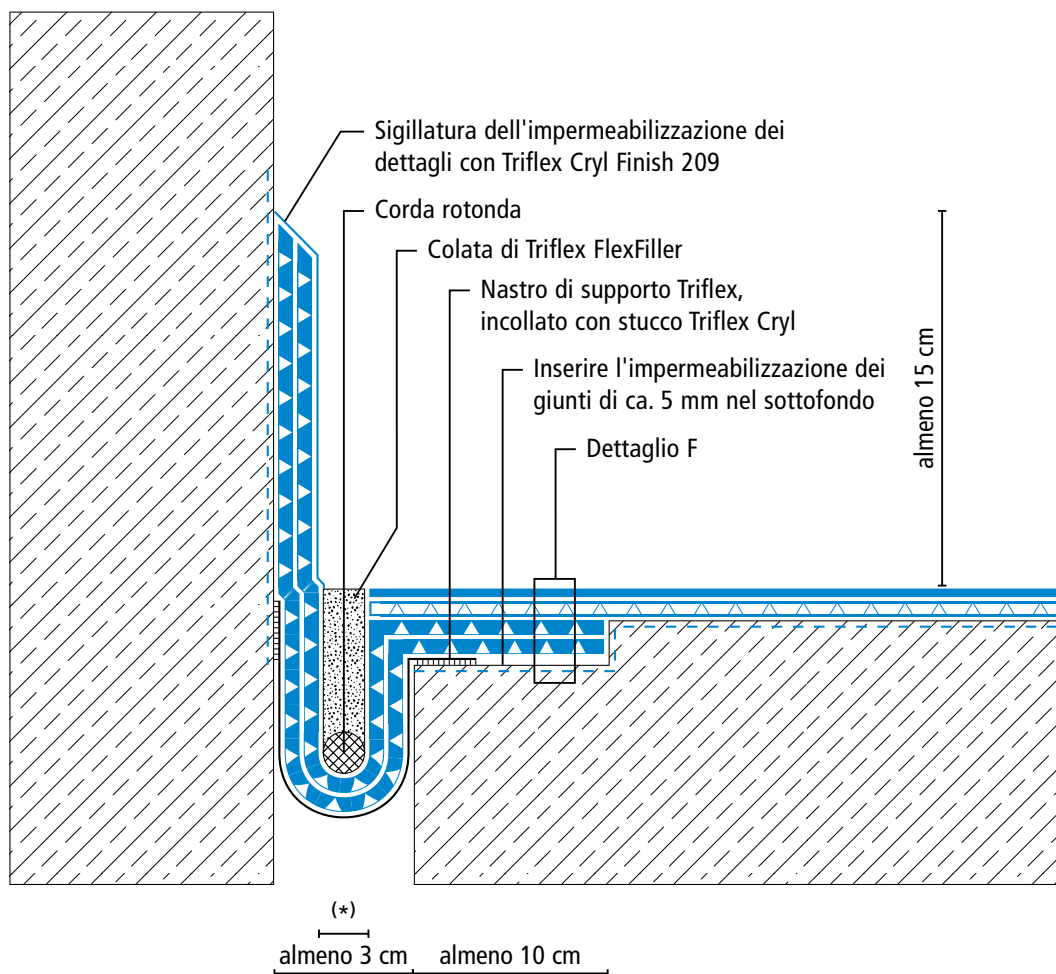 Sigillatura dell'impermeabilizzazione dei
dettagli con Triflex Cryl Finish 209
Corda rotonda
Colata di Triflex FlexFiller
Nastro di supporto Triflex,
incollato con stucco Triflex Cryl
Inserire l'impermeabilizzazione dei
giunti di ca. 5 mm nel sottofondo
Dettaglio F
almeno 15 cm
(*)
almeno 3 cm
almeno 10 cm